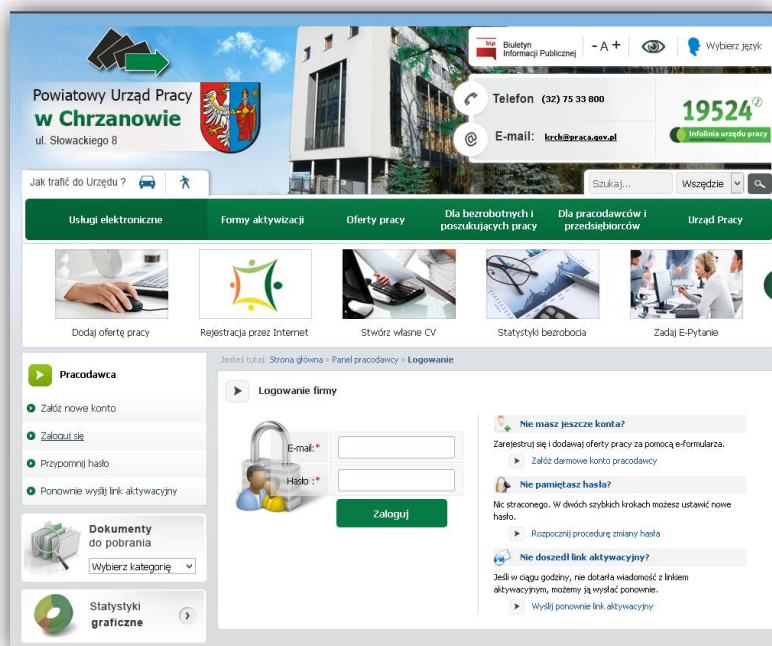 bip
Biuletyn
Informacji Publicznej
- A +
Wybierz język
Powiatowy Urząd Pracy
w Chrzanowie
ul. Słowackiego 8
Telefon (32) 75 33 800
E-mail: krch@praca.gov.pl
19524
Infolinia urzędu pracy
Jak trafić do Urzędu ?
Szukaj...
Wszędzie
Usługi elektroniczne
Formy aktywizacji
Oferty pracy
Dla bezrobotnych i
poszukujących pracy
Dla pracodawców i
przedsiębiorców
Urząd Pracy
Dodaj ofertę pracy
Rejestracja przez Internet
Stwórz własne CV
Statystyki bezrobocia
Zadaj E-Pytanie
Pracodawca
Załóż nowe konto
Zaloguj się
Przypomnij hasło
Ponownie wyślij link aktywacyjny
Dokumenty
do pobrania
Wybierz kategorię
Statystyki
graficzne
Jesteś tutaj: Strona główna » Panel pracodawcy » Logowanie
Logowanie firmy
E-mail:*
Hasło :*
Zaloguj
Nie masz jeszcze konta?
Zarejestruj się i dodawaj oferty pracy za pomocą e-formularza.
Załóż darmowe konto pracodawcy
Nie pamiętasz hasła?
Nic straconego. W dwóch szybkich krokach możesz ustawić nowe
hasło.
Rozpocznij procedurę zmiany hasła
Nie doszedł link aktywacyjny?
Jeśli w ciągu godziny, nie dotarła wiadomość z linkiem
aktywacyjnym, możemy ją wysłać ponownie.
Wyślij ponownie link aktywacyjny